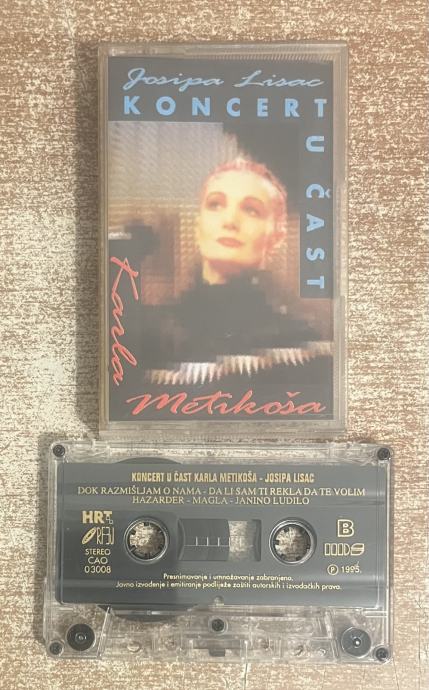 Josipa Lisac
KONCERT
U ČAST
Karla
Metikoša
KONCERT U ČAST KARLA METIKOŠA - JOSIPA LISAC
DOK RAZMIŠLJAM O NAMA - DA LI SAM TI REKLA DA TE VOLIM
HAZARDER - MAGLA - JANINO LUDILO
HRT
B
STEREO
CAO
03008
℗ 1995.
Presnimavanje i umnažavanje zabranjeno.
Javno izvođenje i emitiranje podliježe zaštiti autorskih i izvođačkih prava.